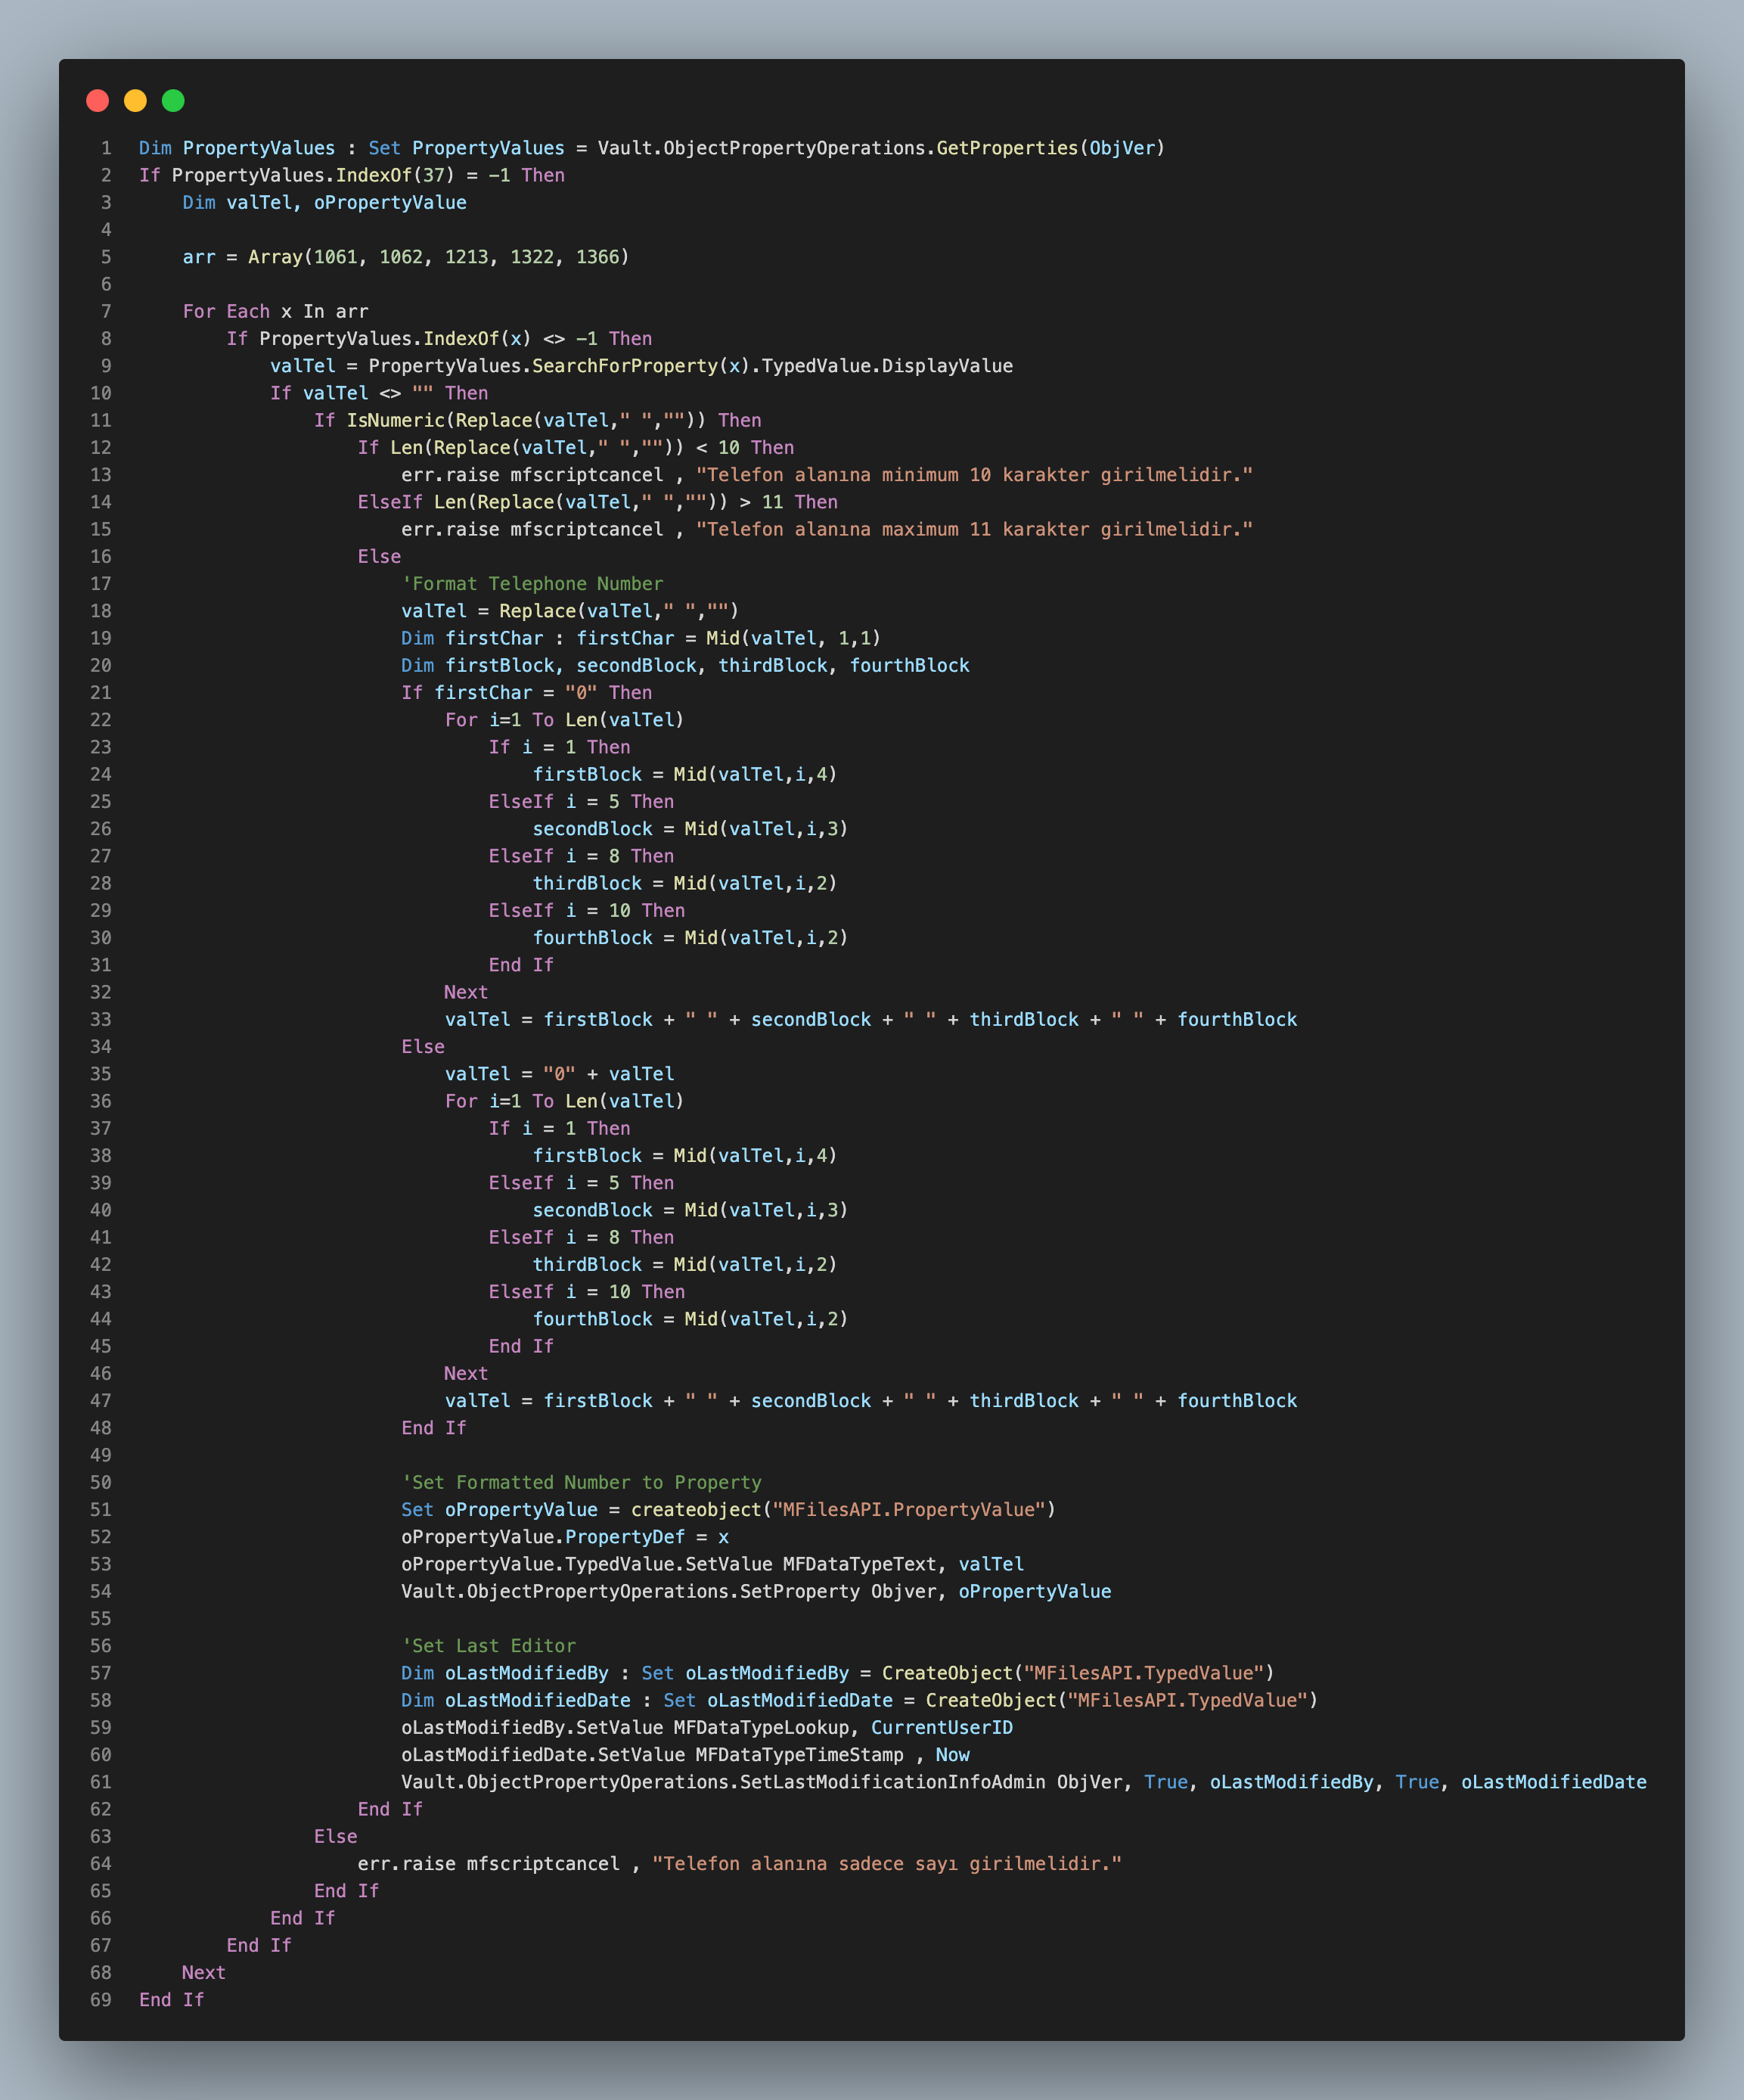 1 Dim PropertyValues : Set PropertyValues = Vault.ObjectPropertyOperations.GetProperties(ObjVer)
2 If PropertyValues.IndexOf(37) = -1 Then
3     Dim valTel, oPropertyValue
4
5     arr = Array(1061, 1062, 1213, 1322, 1366)
6
7     For Each x In arr
8         If PropertyValues.IndexOf(x) <> -1 Then
9             valTel = PropertyValues.SearchForProperty(x).TypedValue.DisplayValue
10             If valTel <> "" Then
11                 If IsNumeric(Replace(valTel," ","")) Then
12                     If Len(Replace(valTel," ","")) < 10 Then
13                         err.raise mfscriptcancel , "Telefon alanına minimum 10 karakter girilmelidir."
14                     ElseIf Len(Replace(valTel," ","")) > 11 Then
15                         err.raise mfscriptcancel , "Telefon alanına maximum 11 karakter girilmelidir."
16                     Else
17                         'Format Telephone Number
18                         valTel = Replace(valTel," ","")
19                         Dim firstChar : firstChar = Mid(valTel, 1,1)
20                         Dim firstBlock, secondBlock, thirdBlock, fourthBlock
21                         If firstChar = "0" Then
22                             For i=1 To Len(valTel)
23                                 If i = 1 Then
24                                     firstBlock = Mid(valTel,i,4)
25                                 ElseIf i = 5 Then
26                                     secondBlock = Mid(valTel,i,3)
27                                 ElseIf i = 8 Then
28                                     thirdBlock = Mid(valTel,i,2)
29                                 ElseIf i = 10 Then
30                                     fourthBlock = Mid(valTel,i,2)
31                                 End If
32                             Next
33                             valTel = firstBlock + " " + secondBlock + " " + thirdBlock + " " + fourthBlock
34                         Else
35                             valTel = "0" + valTel
36                             For i=1 To Len(valTel)
37                                 If i = 1 Then
38                                     firstBlock = Mid(valTel,i,4)
39                                 ElseIf i = 5 Then
40                                     secondBlock = Mid(valTel,i,3)
41                                 ElseIf i = 8 Then
42                                     thirdBlock = Mid(valTel,i,2)
43                                 ElseIf i = 10 Then
44                                     fourthBlock = Mid(valTel,i,2)
45                                 End If
46                             Next
47                             valTel = firstBlock + " " + secondBlock + " " + thirdBlock + " " + fourthBlock
48                         End If
49
50                         'Set Formatted Number to Property
51                         Set oPropertyValue = createobject("MFilesAPI.PropertyValue")
52                         oPropertyValue.PropertyDef = x
53                         oPropertyValue.TypedValue.SetValue MFDataTypeText, valTel
54                         Vault.ObjectPropertyOperations.SetProperty Objver, oPropertyValue
55
56                         'Set Last Editor
57                         Dim oLastModifiedBy : Set oLastModifiedBy = CreateObject("MFilesAPI.TypedValue")
58                         Dim oLastModifiedDate : Set oLastModifiedDate = CreateObject("MFilesAPI.TypedValue")
59                         oLastModifiedBy.SetValue MFDataTypeLookup, CurrentUserID
60                         oLastModifiedDate.SetValue MFDataTypeTimeStamp , Now
61                         Vault.ObjectPropertyOperations.SetLastModificationInfoAdmin ObjVer, True, oLastModifiedBy, True, oLastModifiedDate
62                     End If
63                 Else
64                     err.raise mfscriptcancel , "Telefon alanına sadece sayı girilmelidir."
65                 End If
66             End If
67         End If
68     Next
69 End If